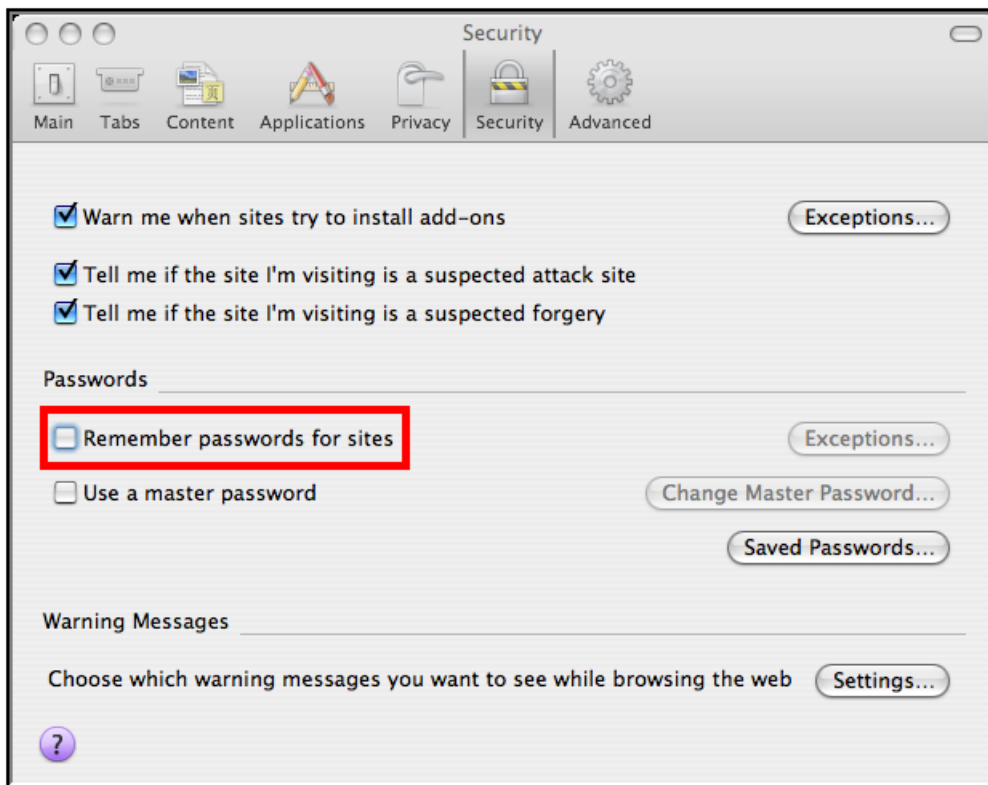 Security
Main Tabs Content Applications Privacy Security Advanced
Warn me when sites try to install add-ons Exceptions...
Tell me if the site I'm visiting is a suspected attack site
Tell me if the site I'm visiting is a suspected forgery
Passwords
Remember passwords for sites Exceptions...
Use a master password Change Master Password...
Saved Passwords...
Warning Messages
Choose which warning messages you want to see while browsing the web Settings...
?